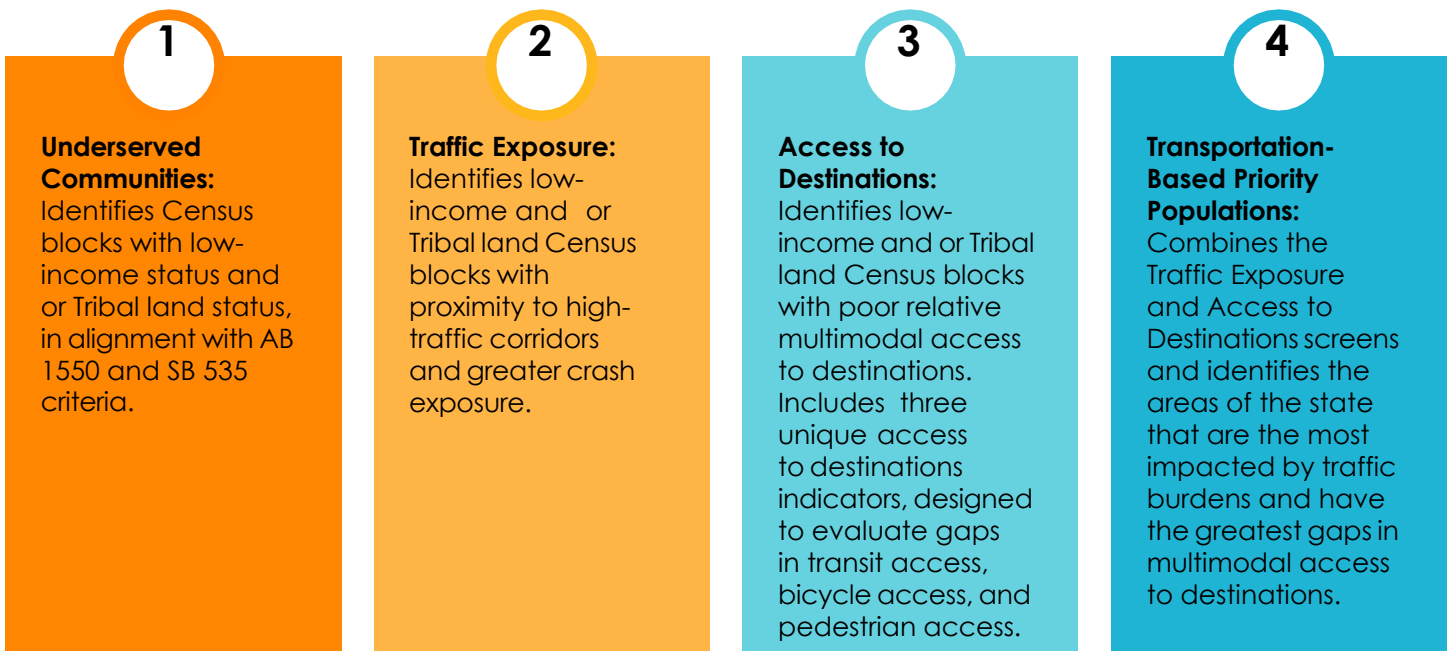 1
Underserved
Communities:
Identifies Census
blocks with low-
income status and
or Tribal land status,
in alignment with AB
1550 and SB 535
criteria.
2
Traffic Exposure:
Identifies low-
income and or
Tribal land Census
blocks with
proximity to high-
traffic corridors
and greater crash
exposure.
3
Access to
Destinations:
Identifies low-
income and or Tribal
land Census blocks
with poor relative
multimodal access
to destinations.
Includes three
unique access
to destinations
indicators, designed
to evaluate gaps
in transit access,
bicycle access, and
pedestrian access.
4
Transportation-
Based Priority
Populations:
Combines the
Traffic Exposure
and Access to
Destinations screens
and identifies the
areas of the state
that are the most
impacted by traffic
burdens and have
the greatest gaps in
multimodal access
to destinations.